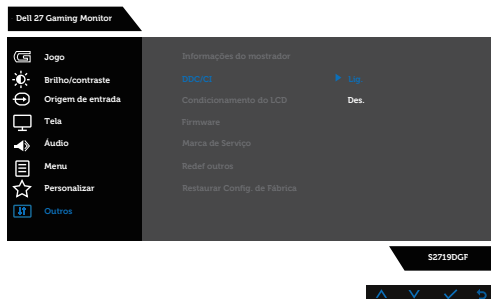 Dell 27 Gaming Monitor
Jogo
Informações do mostrador
Brilho/contraste
DDC/CI
Lig.
Origem de entrada
Condicionamento do LCD
Des.
Tela
Firmware
Áudio
Marca de Serviço
Menu
Redef outros
Personalizar
Restaurar Config. de Fábrica
Outros
S2719DGF